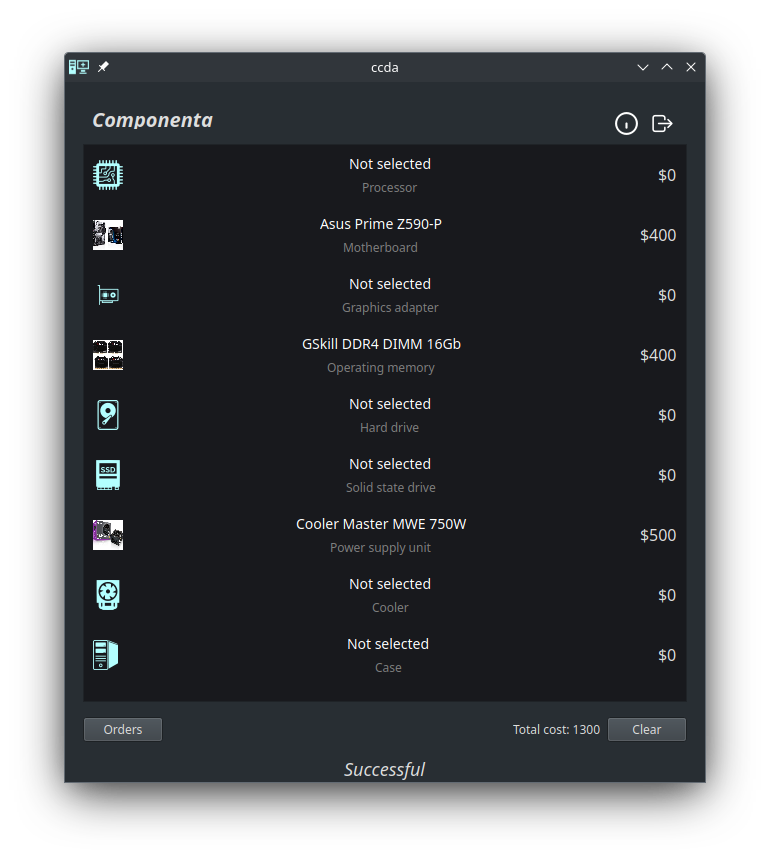 ccda
Componenta
Not selected
Processor
$0
Asus Prime Z590-P
Motherboard
$400
Not selected
Graphics adapter
$0
GSkill DDR4 DIMM 16Gb
Operating memory
$400
Not selected
Hard drive
$0
SSD
Not selected
Solid state drive
$0
Cooler Master MWE 750W
Power supply unit
$500
Not selected
Cooler
$0
Not selected
Case
$0
Orders
Total cost: 1300
Clear
Successful